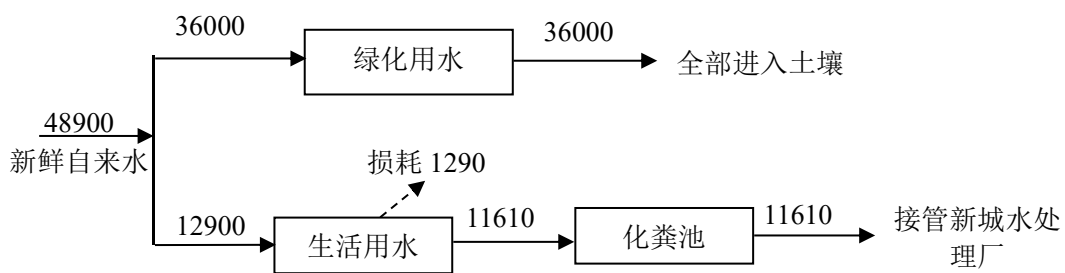 36000
绿化用水
36000
全部进入土壤
48900
新鲜自来水
损耗 1290
12900
生活用水
11610
化粪池
11610
接管新城水处
理厂